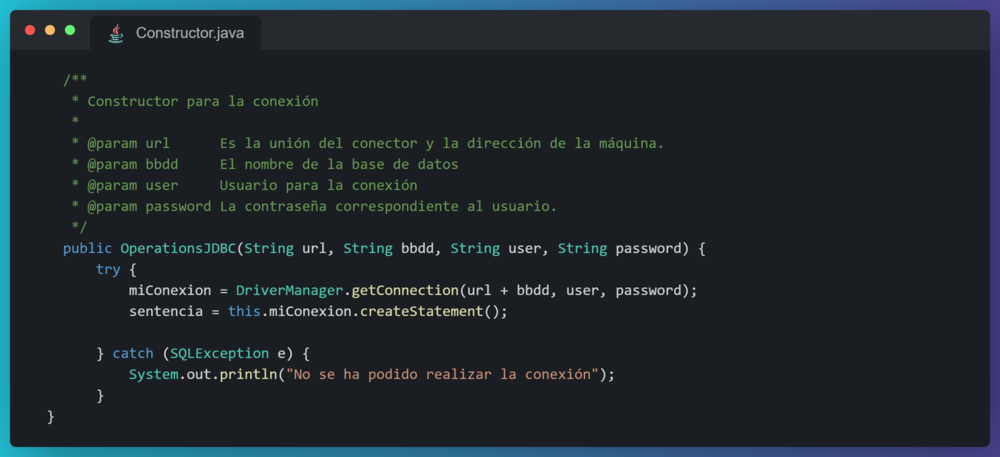 Constructor.java
/**
 * Constructor para la conexión
 *
 * @param url      Es la unión del conector y la dirección de la máquina.
 * @param bbdd     El nombre de la base de datos
 * @param user     Usuario para la conexión
 * @param password La contraseña correspondiente al usuario.
 */
public OperationsJDBC(String url, String bbdd, String user, String password) {
    try {
        miConexion = DriverManager.getConnection(url + bbdd, user, password);
        sentencia = this.miConexion.createStatement();
    } catch (SQLException e) {
        System.out.println("No se ha podido realizar la conexión");
    }
}